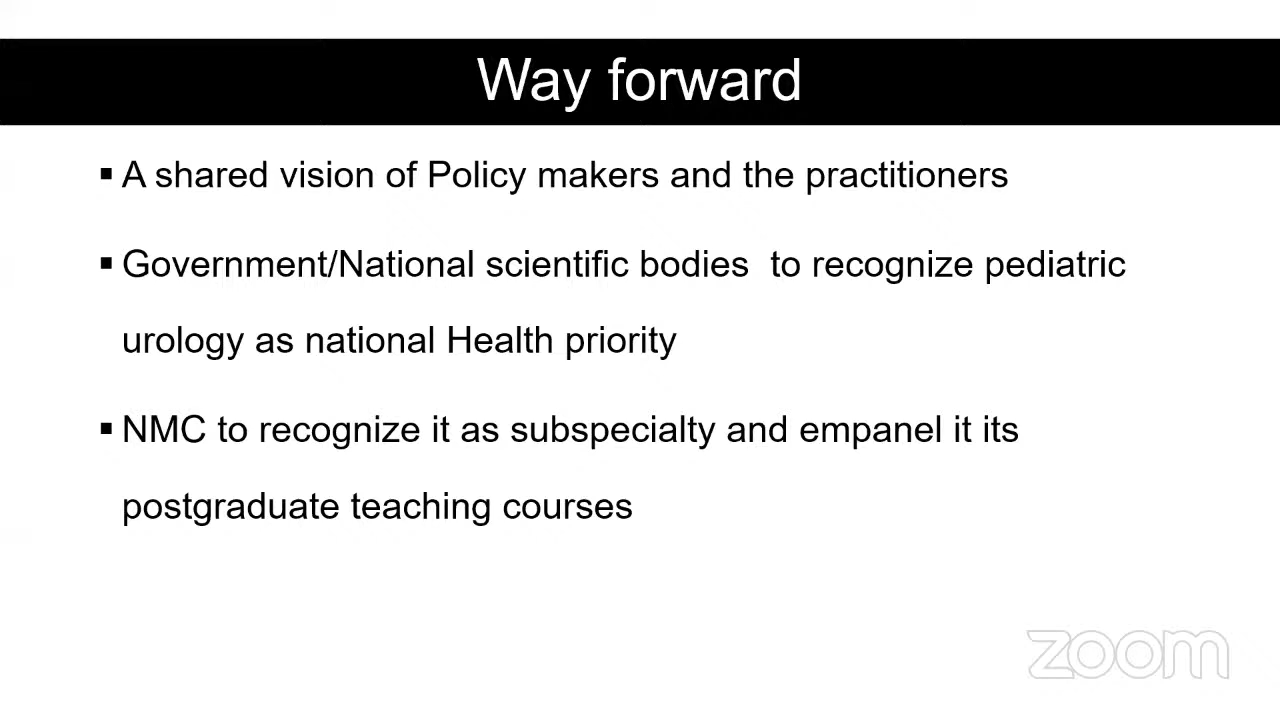 Way forward
▪ A shared vision of Policy makers and the practitioners
▪ Government/National scientific bodies  to recognize pediatric
urology as national Health priority
▪ NMC to recognize it as subspecialty and empanel it its
postgraduate teaching courses
zoom